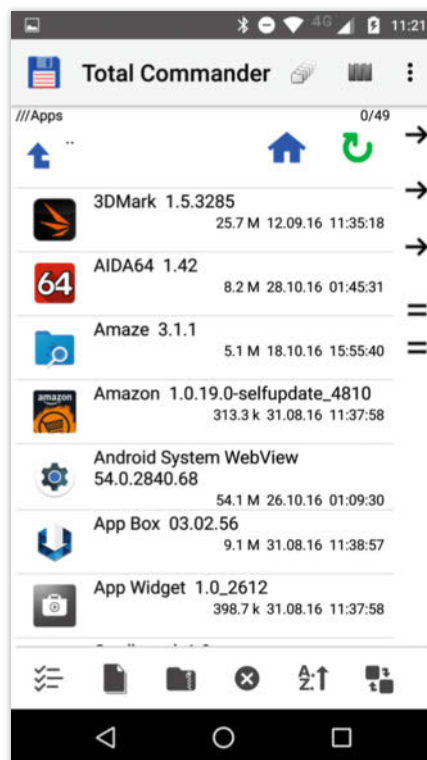 4G 11:21
Total Commander
///Apps 0/49
..
3DMark 1.5.3285
25.7 M 12.09.16 11:35:18
64
AIDA64 1.42
8.2 M 28.10.16 01:45:31
Amaze 3.1.1
5.1 M 18.10.16 15:55:40
amazon
Amazon 1.0.19.0-selfupdate_4810
313.3 k 31.08.16 11:37:58
Android System WebView
54.0.2840.68
54.1 M 26.10.16 01:09:30
App Box 03.02.56
9.1 M 31.08.16 11:38:57
App Widget 1.0_2612
398.7 k 31.08.16 11:37:58
A:Z